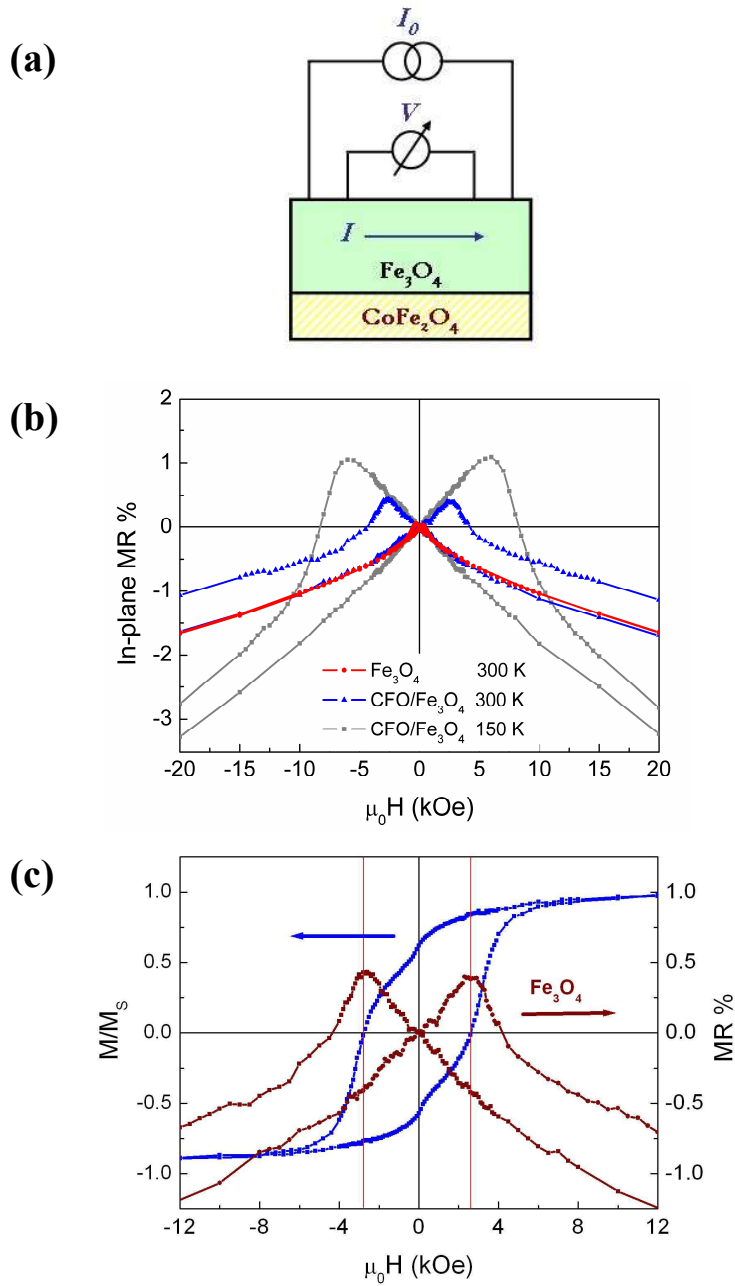 (a)
I₀
V
I
Fe₃O₄
CoFe₂O₄
(b)
2
1
0
-1
-2
-3
In-plane MR %
Fe₃O₄ 300 K
CFO/Fe₃O₄ 300 K
CFO/Fe₃O₄ 150 K
-20 -15 -10 -5 0 5 10 15 20
μ₀H (kOe)
(c)
1.0 1.0
0.5 0.5
0.0 0.0
-0.5 -0.5
-1.0 -1.0
M/M_S
MR %
Fe₃O₄
-12 -8 -4 0 4 8 12
μ₀H (kOe)